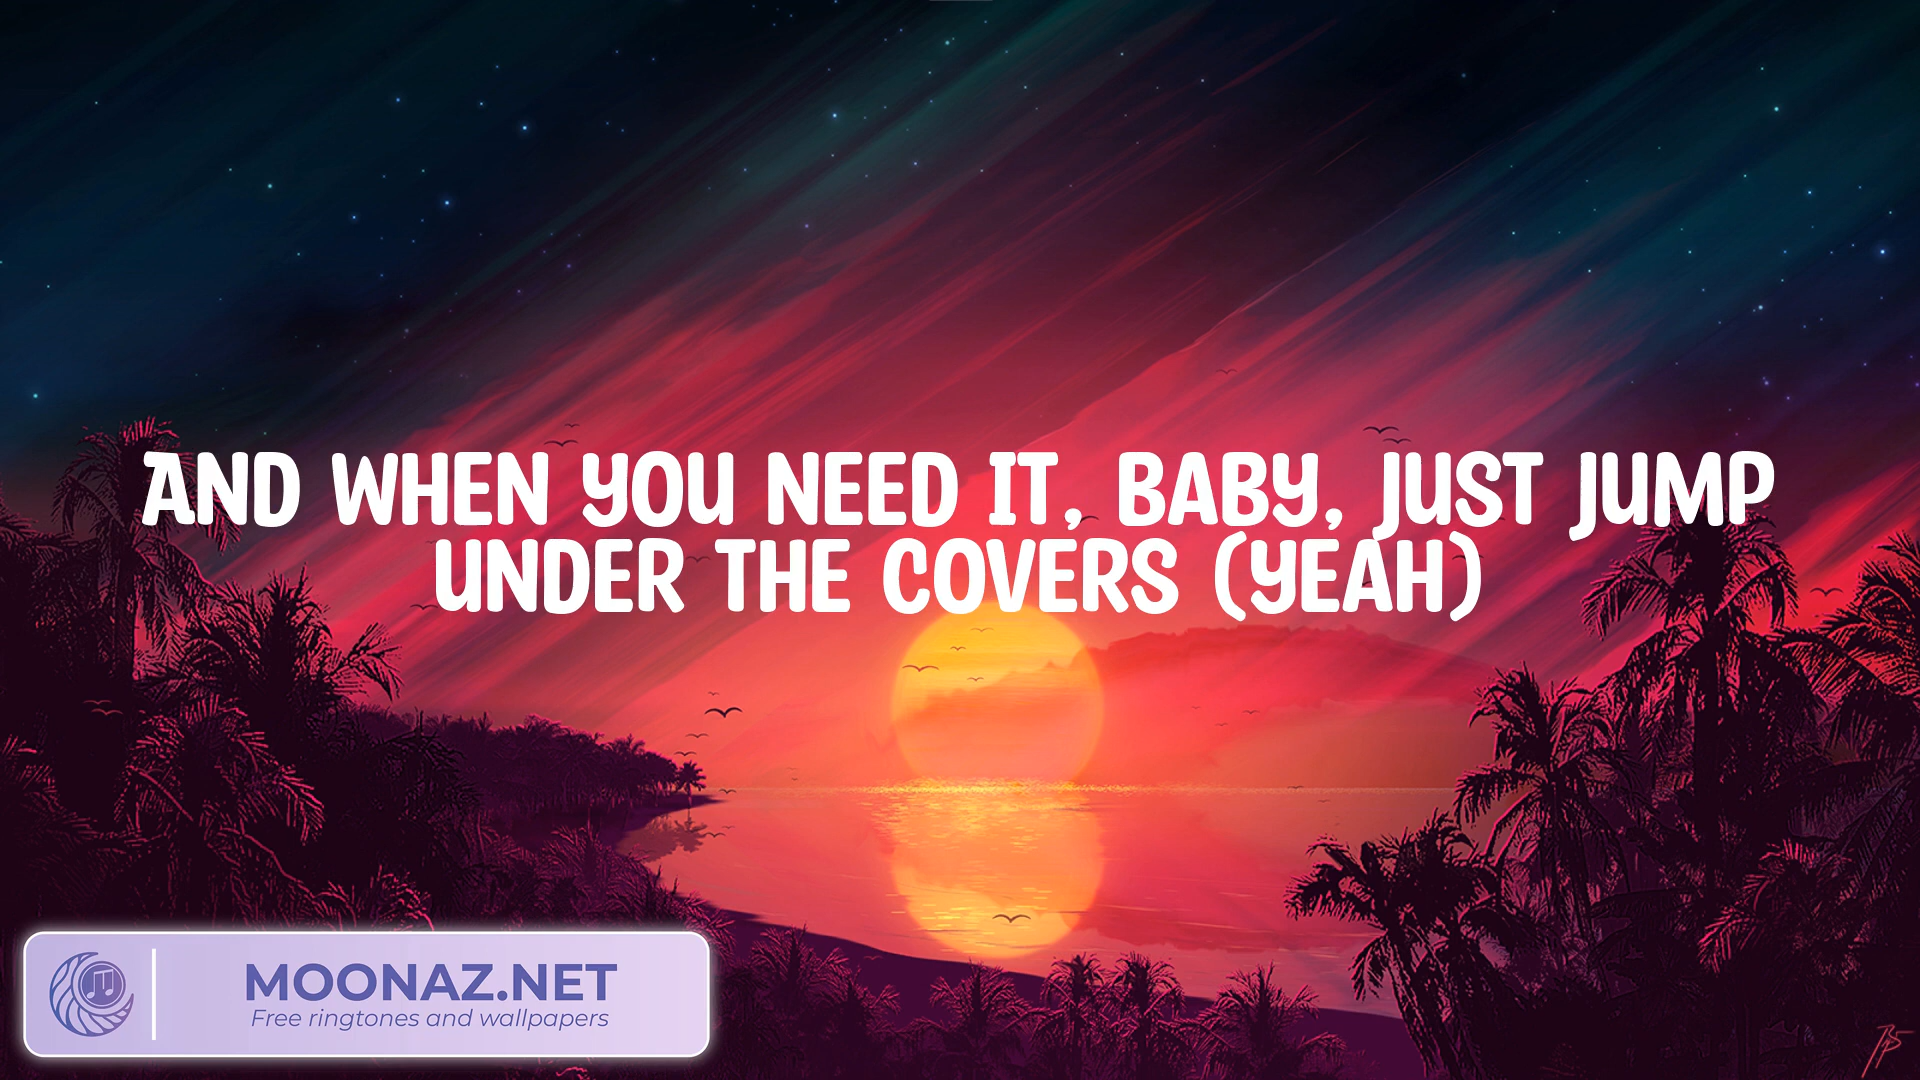 AND WHEN YOU NEED IT, BABY, JUST JUMP
UNDER THE COVERS (YEAH)
MOONAZ.NET
Free ringtones and wallpapers